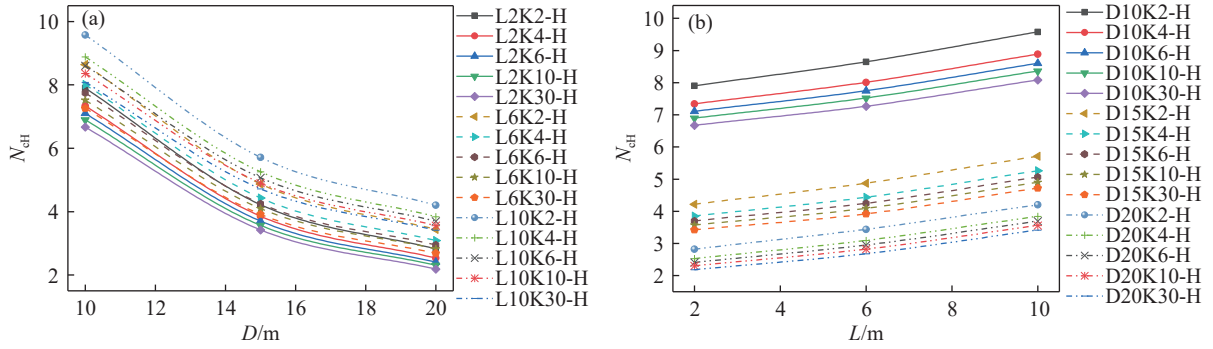 (a)
10
8
6
4
2
N_cH
10 12 14 16 18 20
D/m
L2K2-H
L2K4-H
L2K6-H
L2K10-H
L2K30-H
L6K2-H
L6K4-H
L6K6-H
L6K10-H
L6K30-H
L10K2-H
L10K4-H
L10K6-H
L10K10-H
L10K30-H
(b)
10
9
8
7
6
5
4
3
2
N_cH
2 4 6 8 10
L/m
D10K2-H
D10K4-H
D10K6-H
D10K10-H
D10K30-H
D15K2-H
D15K4-H
D15K6-H
D15K10-H
D15K30-H
D20K2-H
D20K4-H
D20K6-H
D20K10-H
D20K30-H